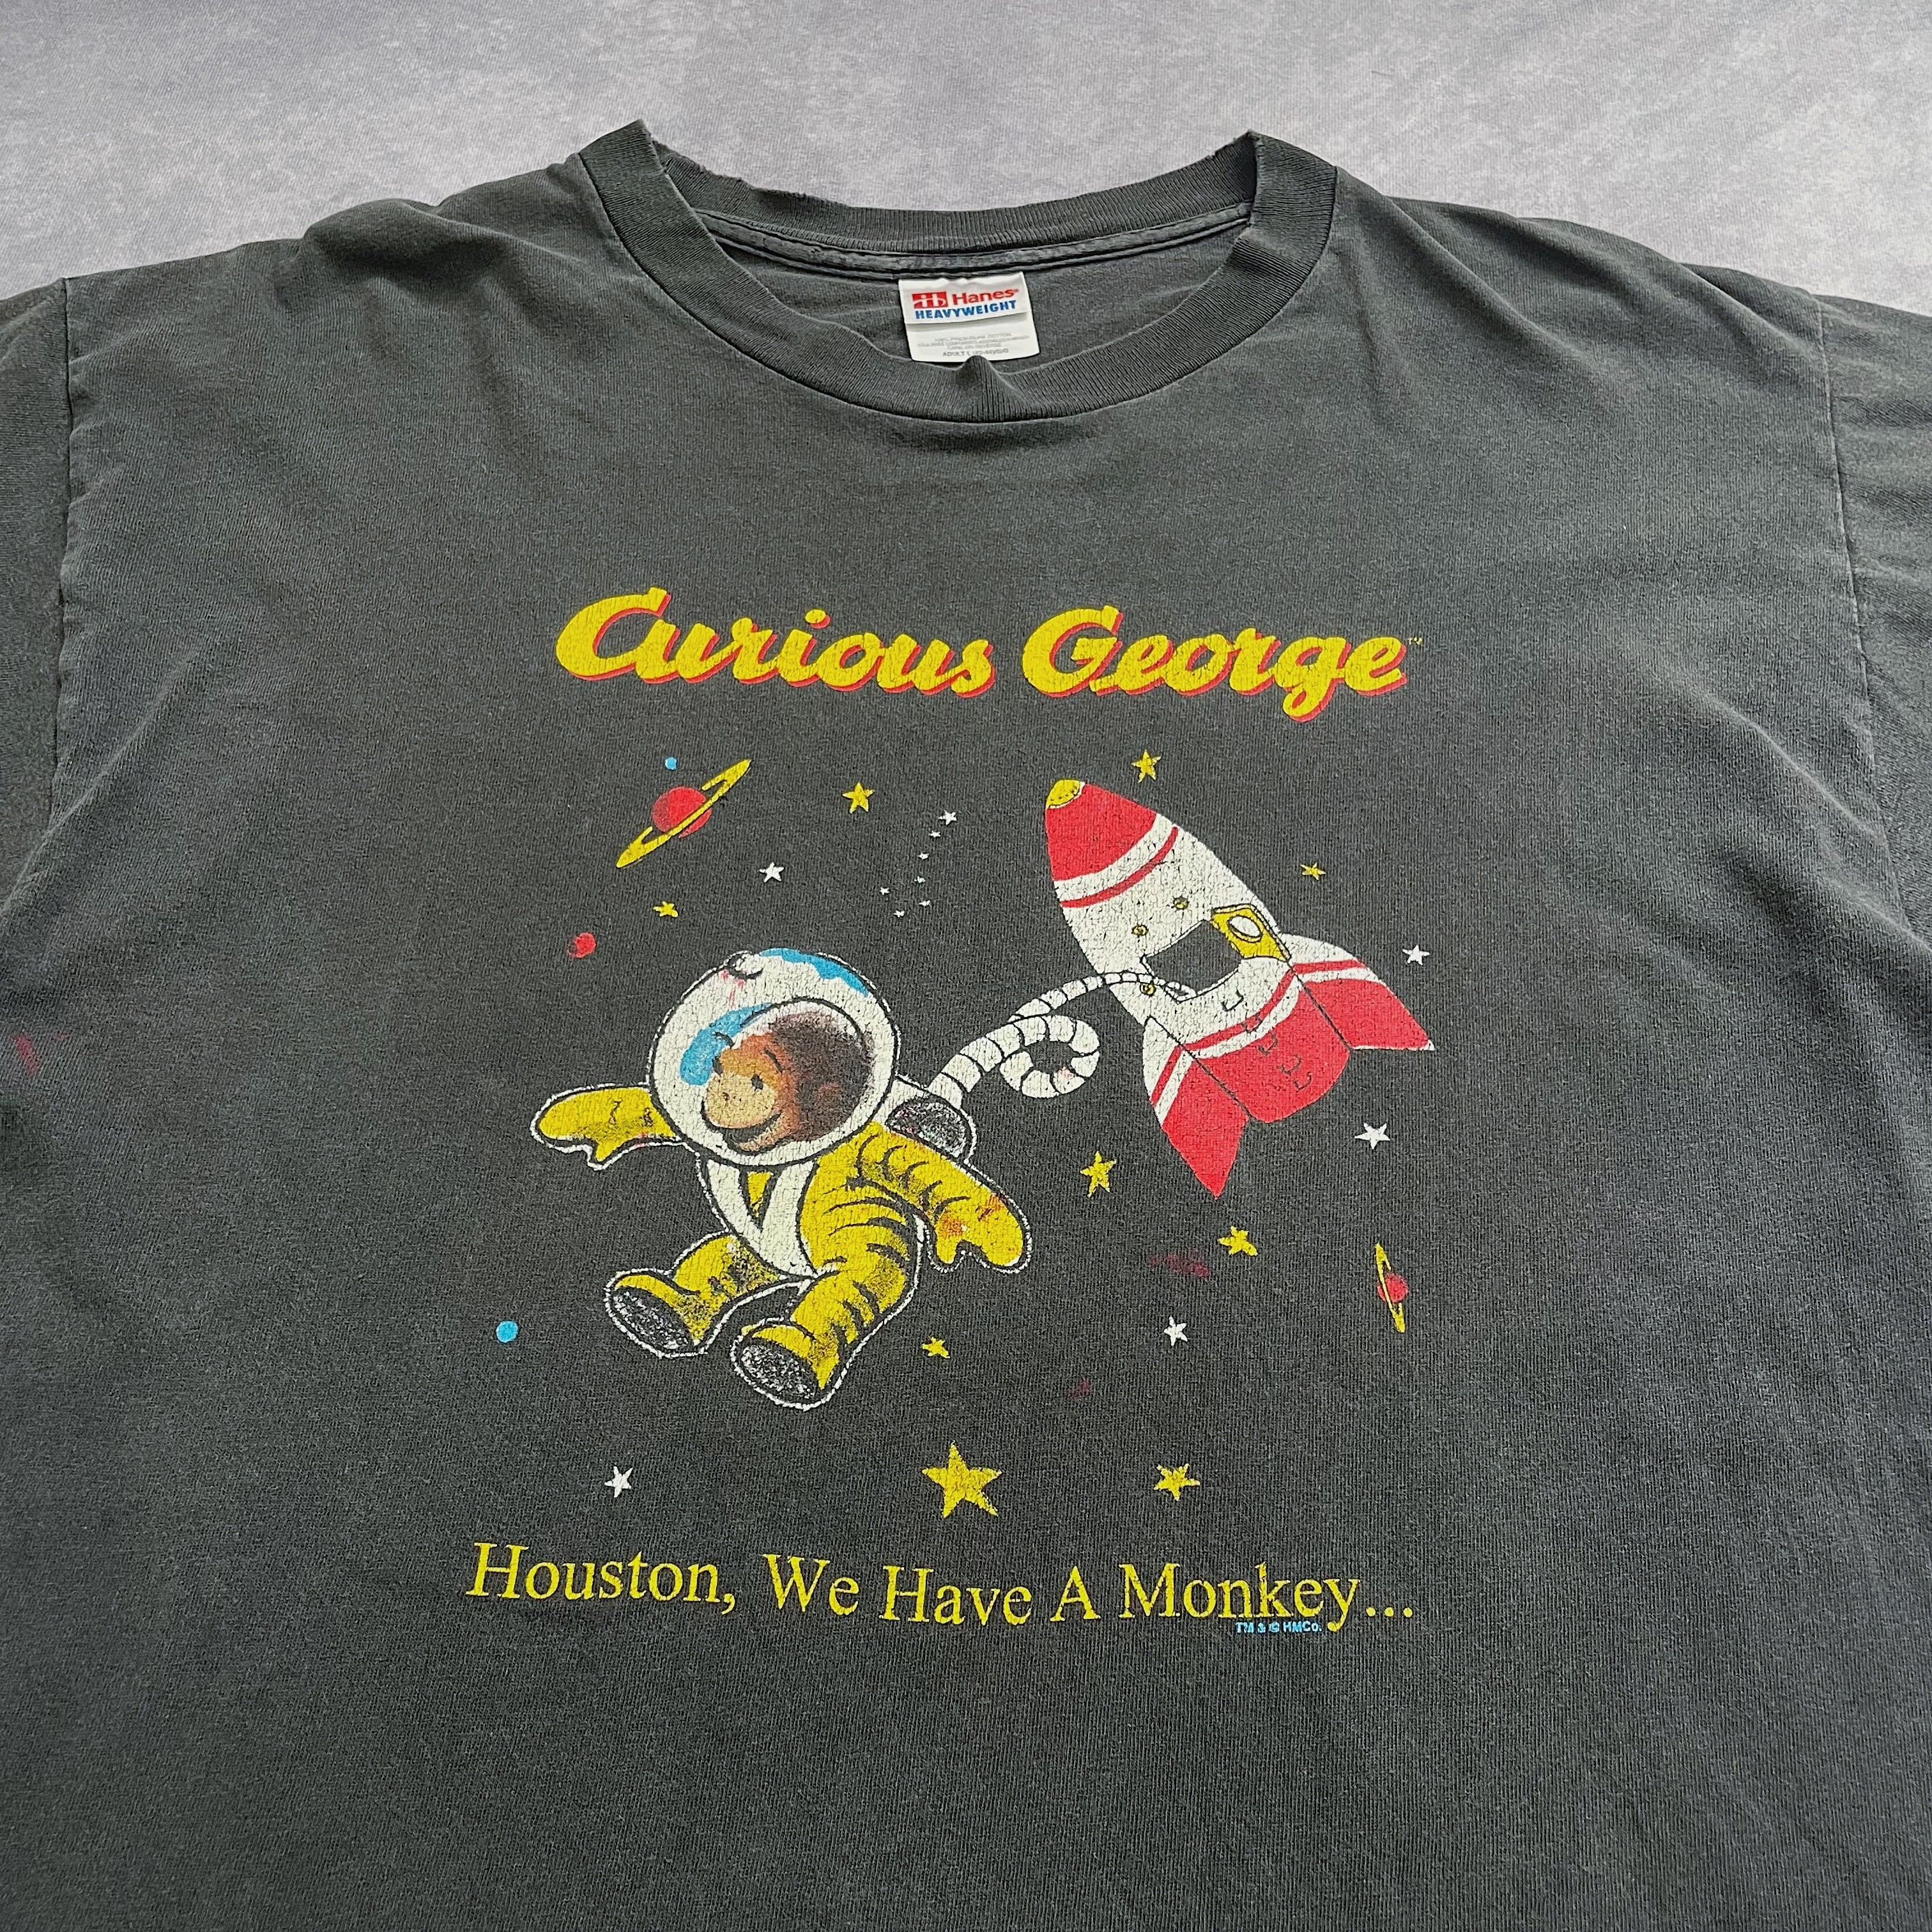 Hanes®
HEAVYWEIGHT
Curious George™
Houston, We Have A Monkey...
TM & © HMCo.